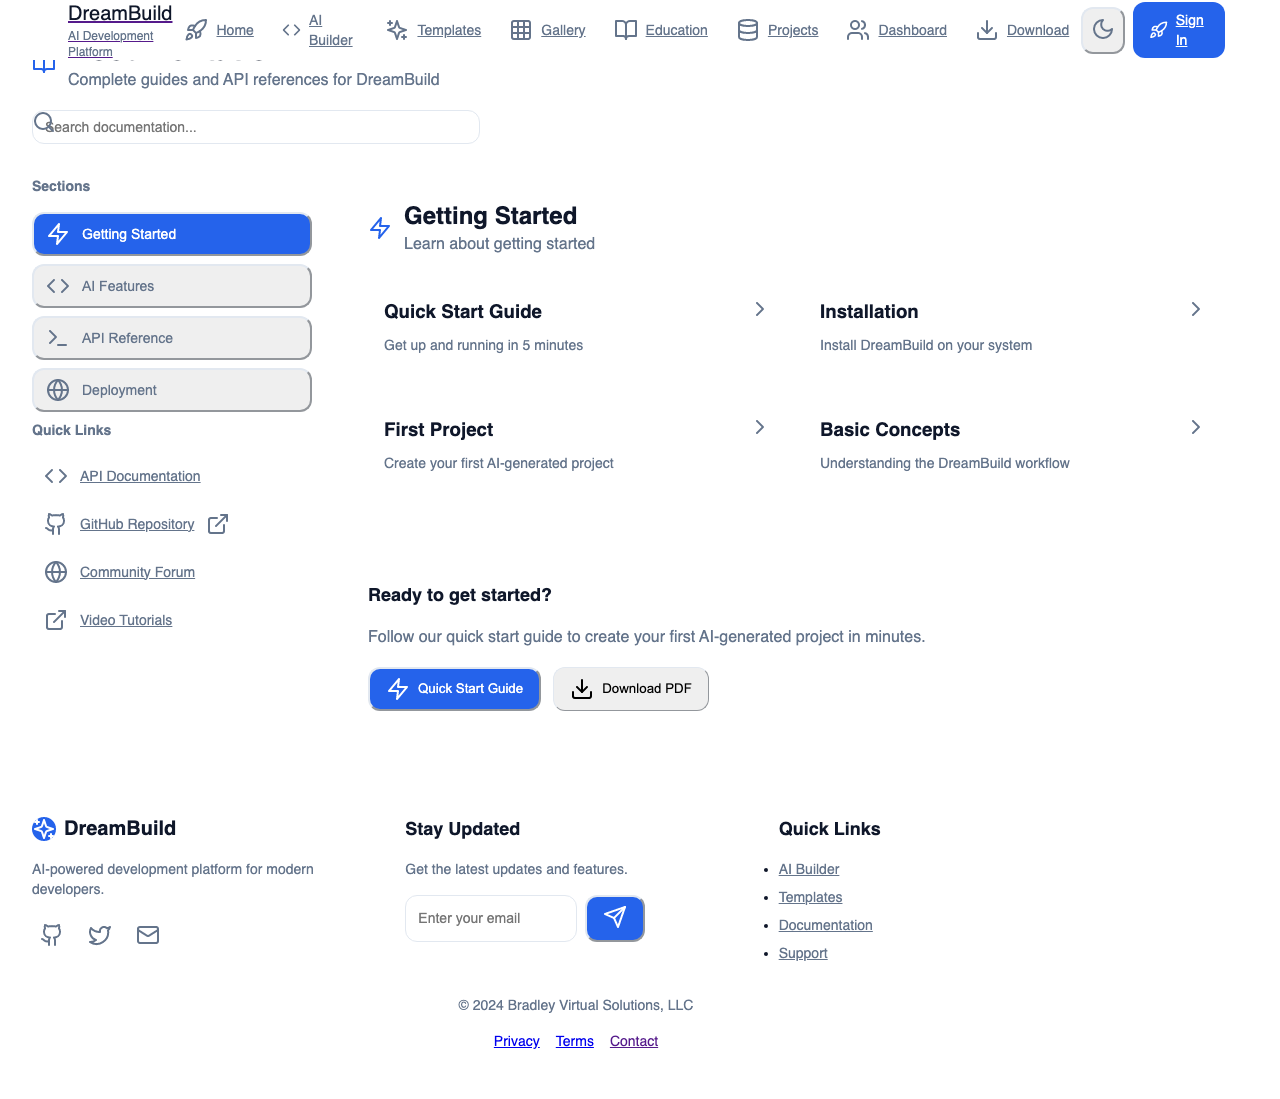 DreamBuild
AI Development
Platform
Home
AI
Builder
Templates
Gallery
Education
Projects
Dashboard
Download
Sign
In
Complete guides and API references for DreamBuild
Search documentation...
Sections
Getting Started
AI Features
API Reference
Deployment
Quick Links
API Documentation
GitHub Repository
Community Forum
Video Tutorials
Getting Started
Learn about getting started
Quick Start Guide
Get up and running in 5 minutes
Installation
Install DreamBuild on your system
First Project
Create your first AI-generated project
Basic Concepts
Understanding the DreamBuild workflow
Ready to get started?
Follow our quick start guide to create your first AI-generated project in minutes.
Quick Start Guide
Download PDF
DreamBuild
AI-powered development platform for modern
developers.
Stay Updated
Get the latest updates and features.
Enter your email
Quick Links
AI Builder
Templates
Documentation
Support
© 2024 Bradley Virtual Solutions, LLC
Privacy
Terms
Contact